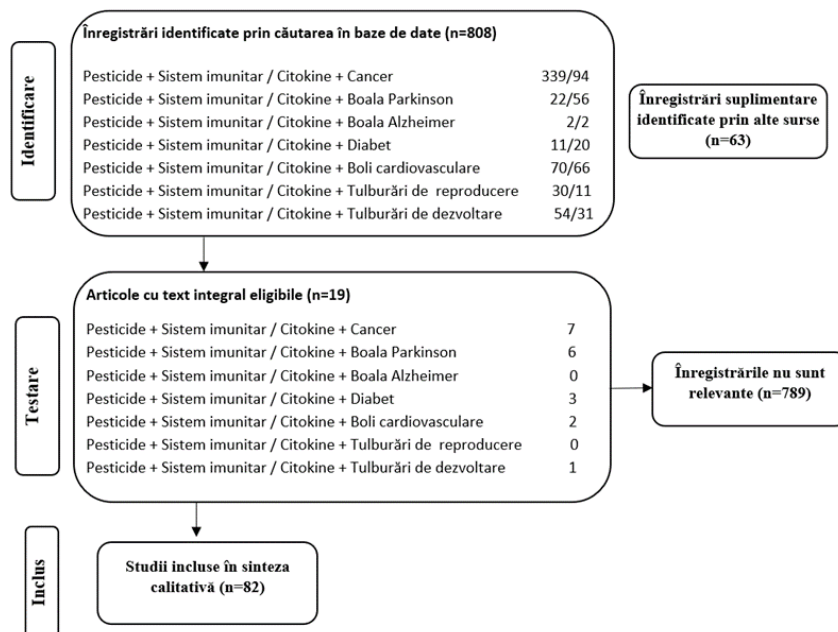 Identificare
Înregistrări identificate prin căutarea în baze de date (n=808)
Pesticide + Sistem imunitar / Citokine + Cancer 339/94
Pesticide + Sistem imunitar / Citokine + Boala Parkinson 22/56
Pesticide + Sistem imunitar / Citokine + Boala Alzheimer 2/2
Pesticide + Sistem imunitar / Citokine + Diabet 11/20
Pesticide + Sistem imunitar / Citokine + Boli cardiovasculare 70/66
Pesticide + Sistem imunitar / Citokine + Tulburări de reproducere 30/11
Pesticide + Sistem imunitar / Citokine + Tulburări de dezvoltare 54/31
Înregistrări suplimentare
identificate prin alte surse
(n=63)
Testare
Articole cu text integral eligibile (n=19)
Pesticide + Sistem imunitar / Citokine + Cancer 7
Pesticide + Sistem imunitar / Citokine + Boala Parkinson 6
Pesticide + Sistem imunitar / Citokine + Boala Alzheimer 0
Pesticide + Sistem imunitar / Citokine + Diabet 3
Pesticide + Sistem imunitar / Citokine + Boli cardiovasculare 2
Pesticide + Sistem imunitar / Citokine + Tulburări de reproducere 0
Pesticide + Sistem imunitar / Citokine + Tulburări de dezvoltare 1
Înregistrările nu sunt
relevante (n=789)
Inclus
Studii incluse în sinteza
calitativă (n=82)